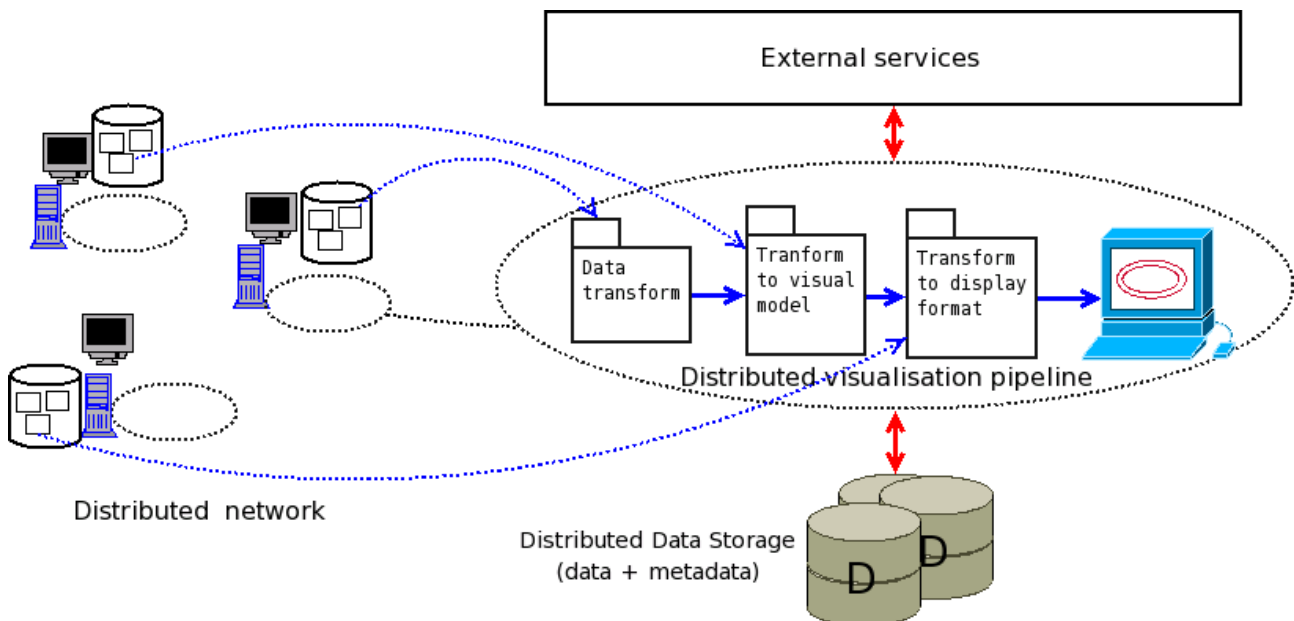 External services
Data
transform
Tranform
to visual
model
Transform
to display
format
Distributed visualisation pipeline
Distributed network
Distributed Data Storage
(data + metadata)
D
D